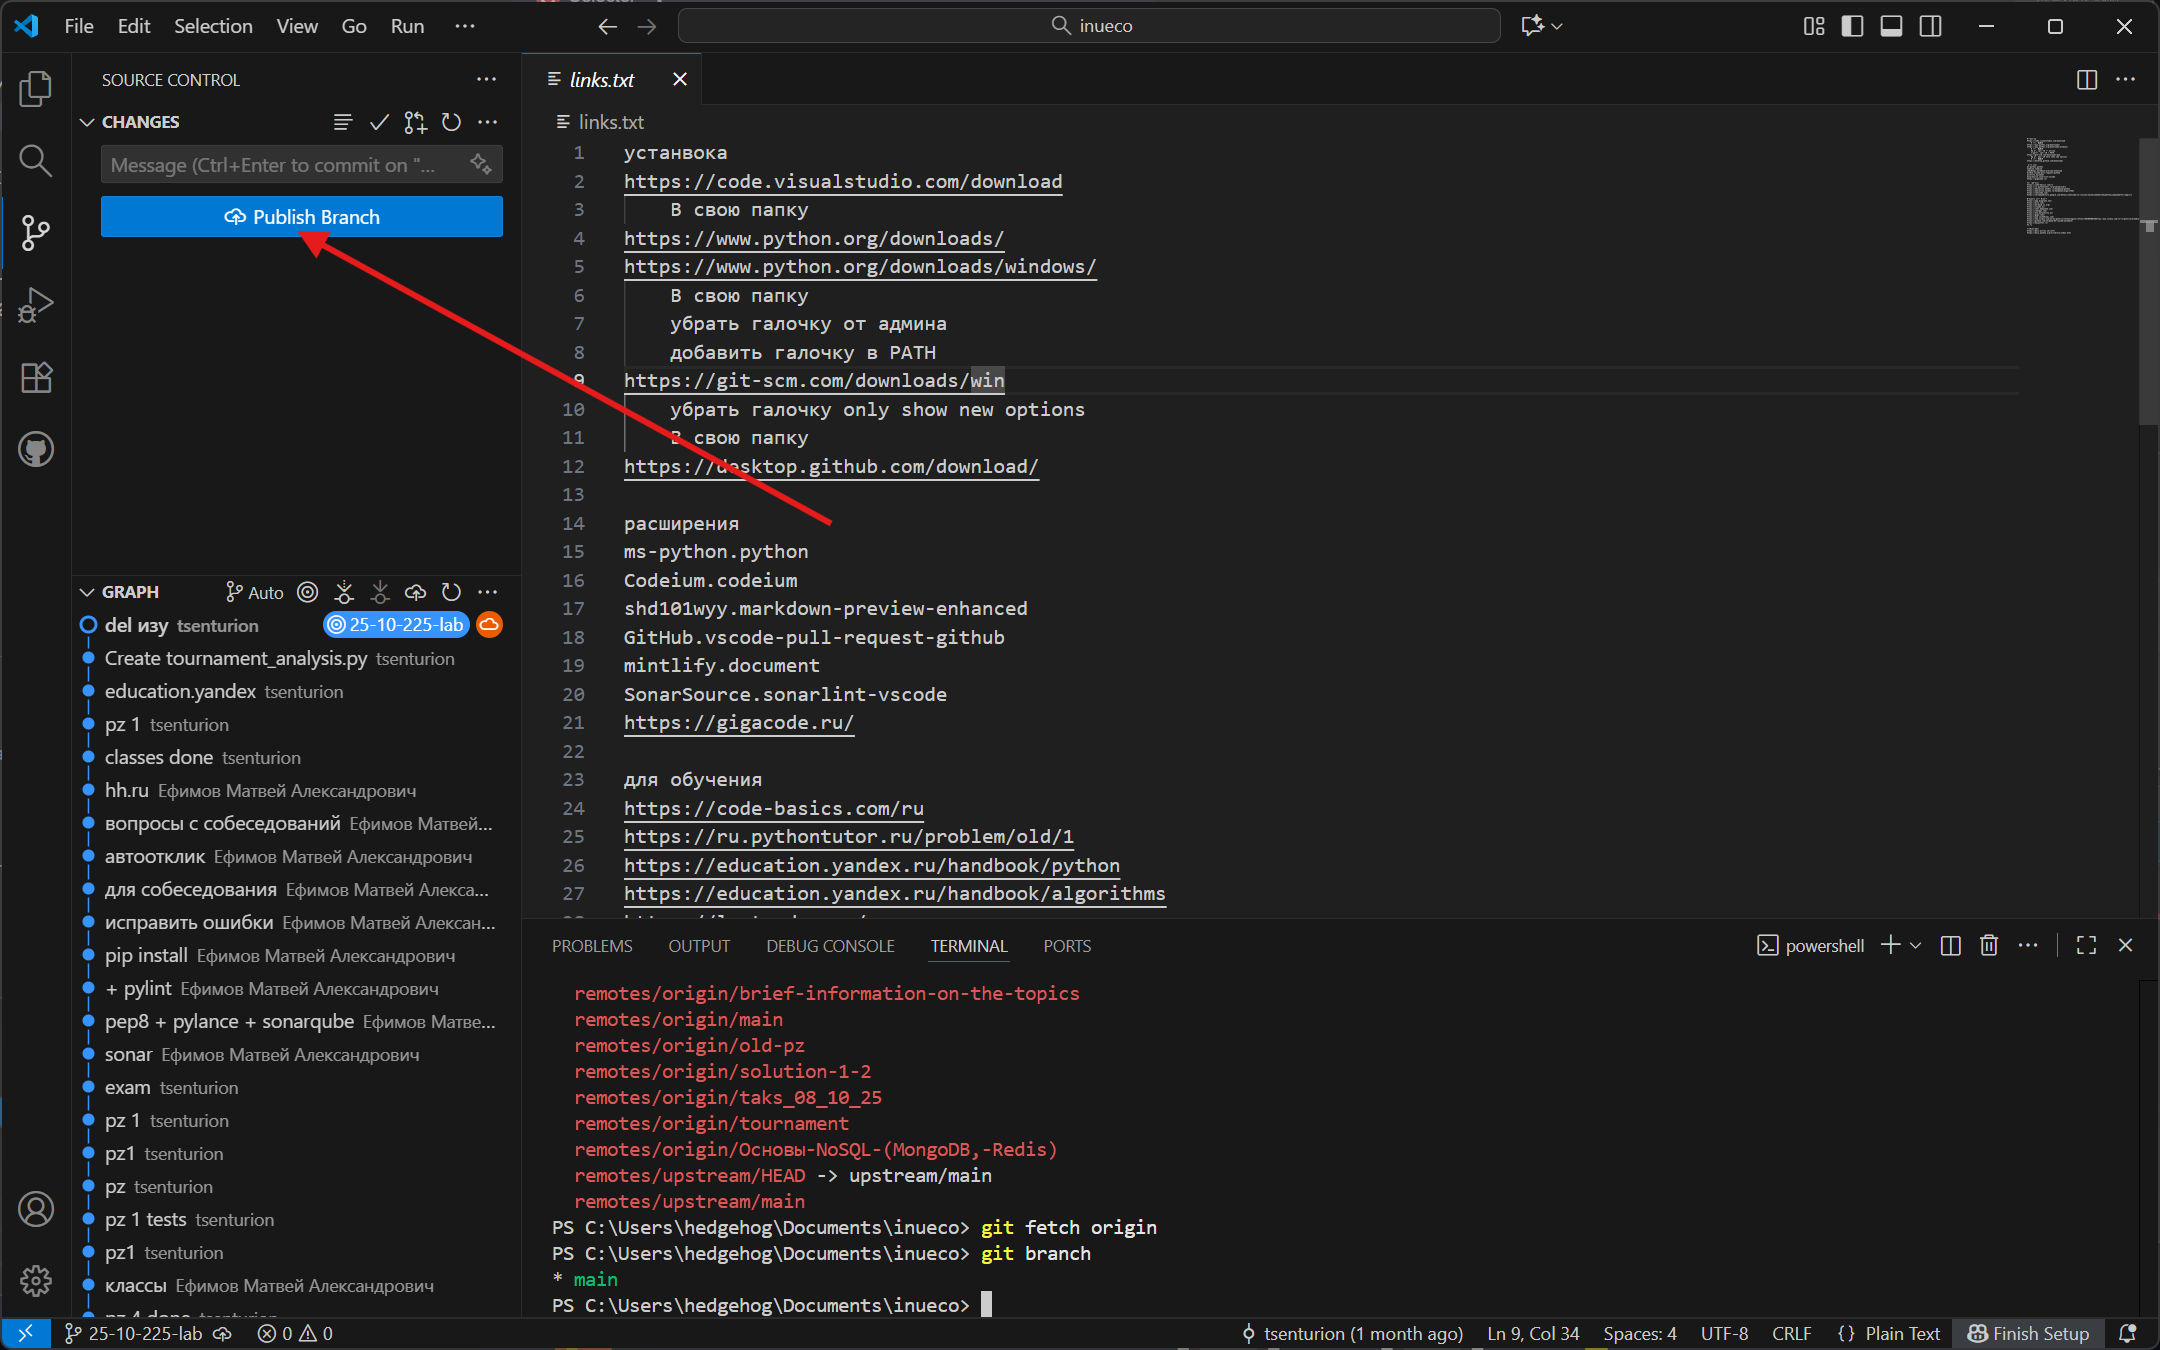 File Edit Selection View Go Run
inueco
SOURCE CONTROL
CHANGES
Message (Ctrl+Enter to commit on "...
Publish Branch
GRAPH
Auto
del изу tsenturion 25-10-225-lab
Create tournament_analysis.py tsenturion
education.yandex tsenturion
pz 1 tsenturion
classes done tsenturion
hh.ru Ефимов Матвей Александрович
вопросы с собеседований Ефимов Матвей...
автоотклик Ефимов Матвей Александрович
для собеседования Ефимов Матвей Алекса...
исправить ошибки Ефимов Матвей Александ...
pip install Ефимов Матвей Александрович
+ pylint Ефимов Матвей Александрович
pep8 + pylance + sonarqube Ефимов Матве...
sonar Ефимов Матвей Александрович
exam tsenturion
pz 1 tsenturion
pz1 tsenturion
pz tsenturion
pz 1 tests tsenturion
pz1 tsenturion
классы Ефимов Матвей Александрович
links.txt
links.txt
1 устанвока
2 https://code.visualstudio.com/download
3 В свою папку
4 https://www.python.org/downloads/
5 https://www.python.org/downloads/windows/
6 В свою папку
7 убрать галочку от админа
8 добавить галочку в PATH
9 https://git-scm.com/downloads/win
10 убрать галочку only show new options
11 В свою папку
12 https://desktop.github.com/download/
13
14 расширения
15 ms-python.python
16 Codeium.codeium
17 shd101wyy.markdown-preview-enhanced
18 GitHub.vscode-pull-request-github
19 mintlify.document
20 SonarSource.sonarlint-vscode
21 https://gigacode.ru/
22
23 для обучения
24 https://code-basics.com/ru
25 https://ru.pythontutor.ru/problem/old/1
26 https://education.yandex.ru/handbook/python
27 https://education.yandex.ru/handbook/algorithms
PROBLEMS OUTPUT DEBUG CONSOLE TERMINAL PORTS
powershell
remotes/origin/brief-information-on-the-topics
remotes/origin/main
remotes/origin/old-pz
remotes/origin/solution-1-2
remotes/origin/taks_08_10_25
remotes/origin/tournament
remotes/origin/Основы-NoSQL-(MongoDB,-Redis)
remotes/upstream/HEAD -> upstream/main
remotes/upstream/main
PS C:\Users\hedgehog\Documents\inueco> git fetch origin
PS C:\Users\hedgehog\Documents\inueco> git branch
* main
PS C:\Users\hedgehog\Documents\inueco>
25-10-225-lab 0 0
tsenturion (1 month ago) Ln 9, Col 34 Spaces: 4 UTF-8 CRLF {} Plain Text Finish Setup